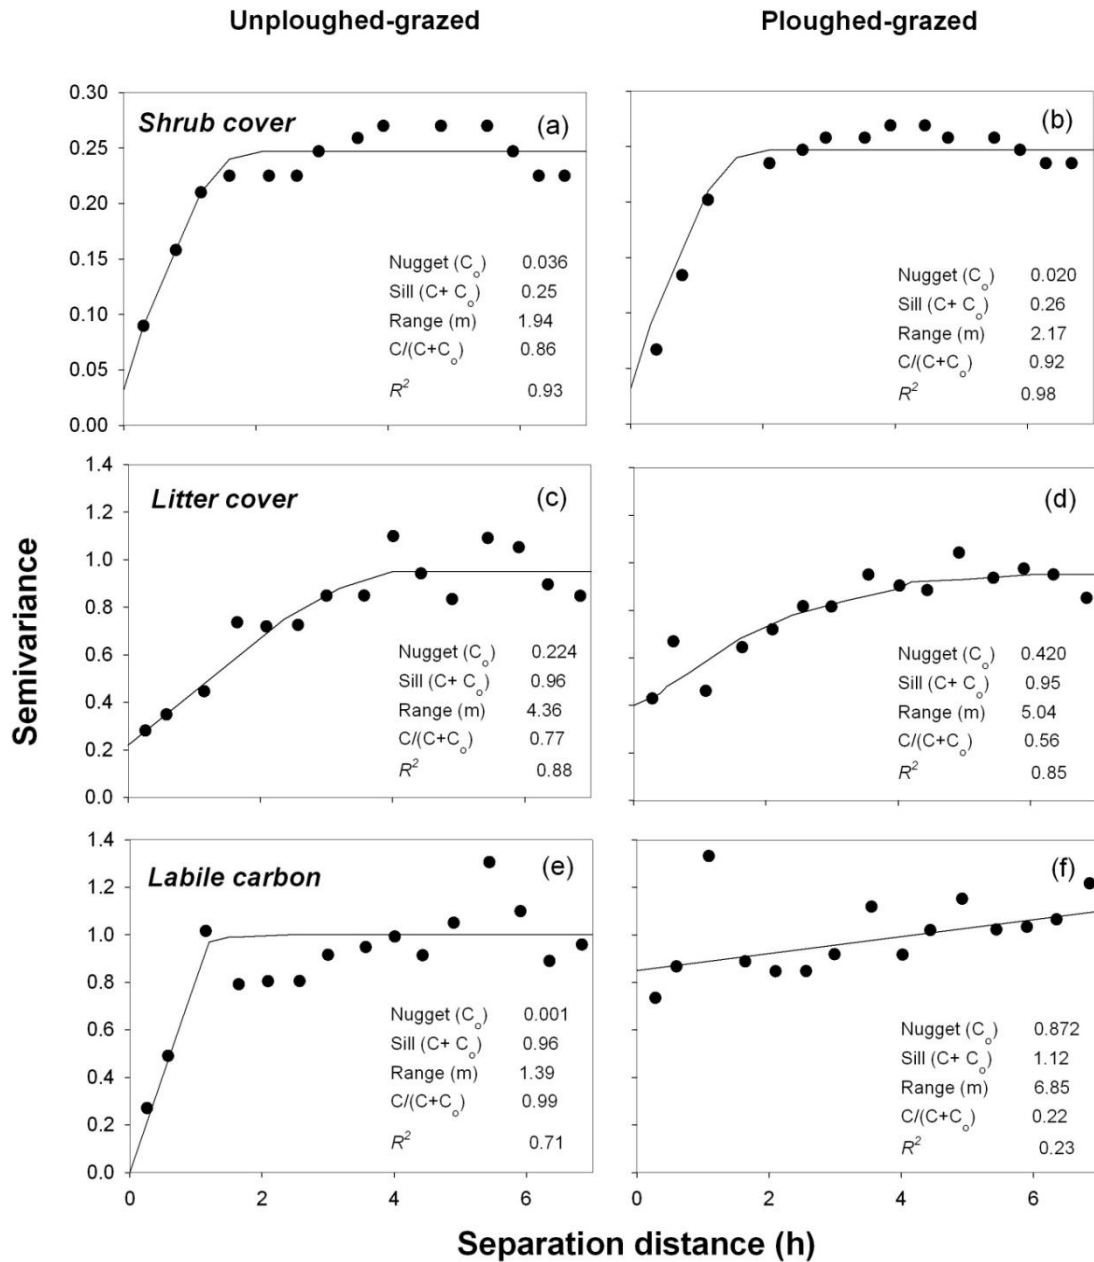 Unploughed-grazed Ploughed-grazed
0.30
0.25
0.20
0.15
0.10
0.05
0.00
Shrub cover
(a)
Nugget (Co) 0.036
Sill (C+ Co) 0.25
Range (m) 1.94
C/(C+Co) 0.86
R2 0.93
0 2 4 6
(b)
Nugget (Co) 0.020
Sill (C+ Co) 0.26
Range (m) 2.17
C/(C+Co) 0.92
R2 0.98
0 2 4 6
Semivariance
1.4
1.2
1.0
0.8
0.6
0.4
0.2
0.0
Litter cover
(c)
Nugget (Co) 0.224
Sill (C+ Co) 0.96
Range (m) 4.36
C/(C+Co) 0.77
R2 0.88
(d)
Nugget (Co) 0.420
Sill (C+ Co) 0.95
Range (m) 5.04
C/(C+Co) 0.56
R2 0.85
1.4
1.2
1.0
0.8
0.6
0.4
0.2
0.0
Labile carbon
(e)
Nugget (Co) 0.001
Sill (C+ Co) 0.96
Range (m) 1.39
C/(C+Co) 0.99
R2 0.71
0 2 4 6
(f)
Nugget (Co) 0.872
Sill (C+ Co) 1.12
Range (m) 6.85
C/(C+Co) 0.22
R2 0.23
0 2 4 6
Separation distance (h)